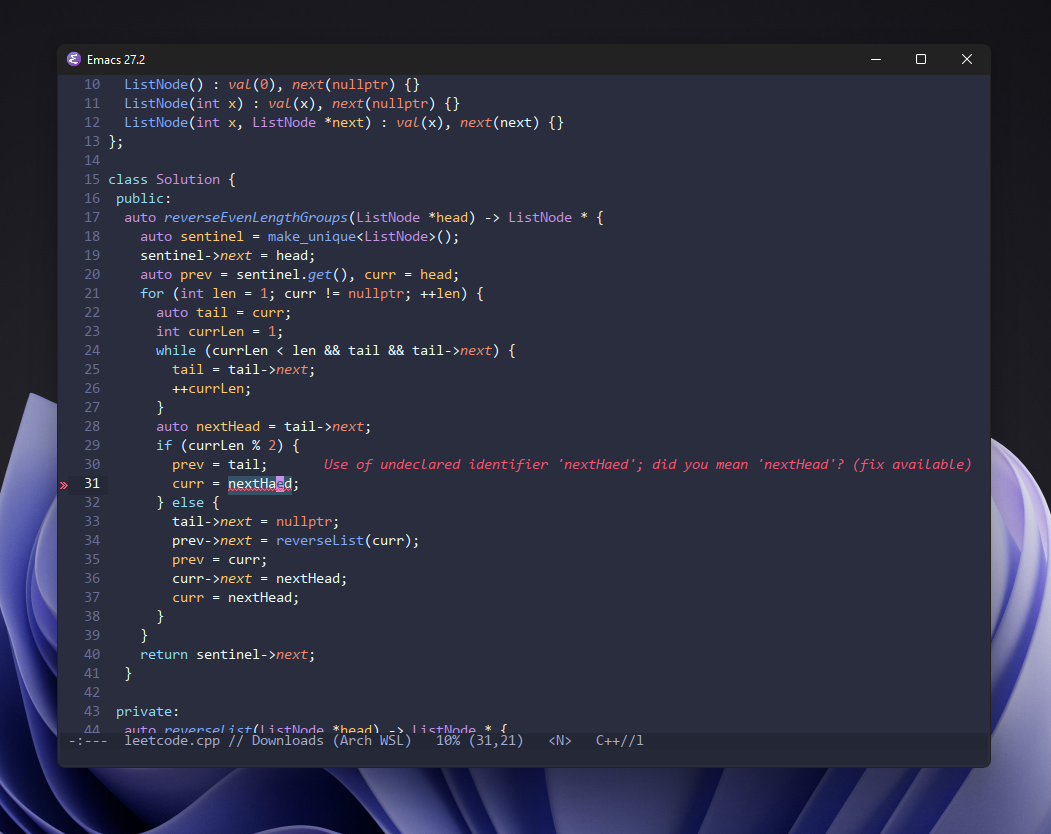 Emacs 27.2
10 ListNode() : val(0), next(nullptr) {}
11 ListNode(int x) : val(x), next(nullptr) {}
12 ListNode(int x, ListNode *next) : val(x), next(next) {}
13 };
14
15 class Solution {
16 public:
17 auto reverseEvenLengthGroups(ListNode *head) -> ListNode * {
18 auto sentinel = make_unique<ListNode>();
19 sentinel->next = head;
20 auto prev = sentinel.get(), curr = head;
21 for (int len = 1; curr != nullptr; ++len) {
22 auto tail = curr;
23 int currLen = 1;
24 while (currLen < len && tail && tail->next) {
25 tail = tail->next;
26 ++currLen;
27 }
28 auto nextHead = tail->next;
29 if (currLen % 2) {
30 prev = tail; Use of undeclared identifier 'nextHaed'; did you mean 'nextHead'? (fix available)
» 31 curr = nextHaed;
32 } else {
33 tail->next = nullptr;
34 prev->next = reverseList(curr);
35 prev = curr;
36 curr->next = nextHead;
37 curr = nextHead;
38 }
39 }
40 return sentinel->next;
41 }
42
43 private:
44 auto reverseList(ListNode *head) -> ListNode * {
-:--- leetcode.cpp // Downloads (Arch WSL) 10% (31,21) <N> C++//l